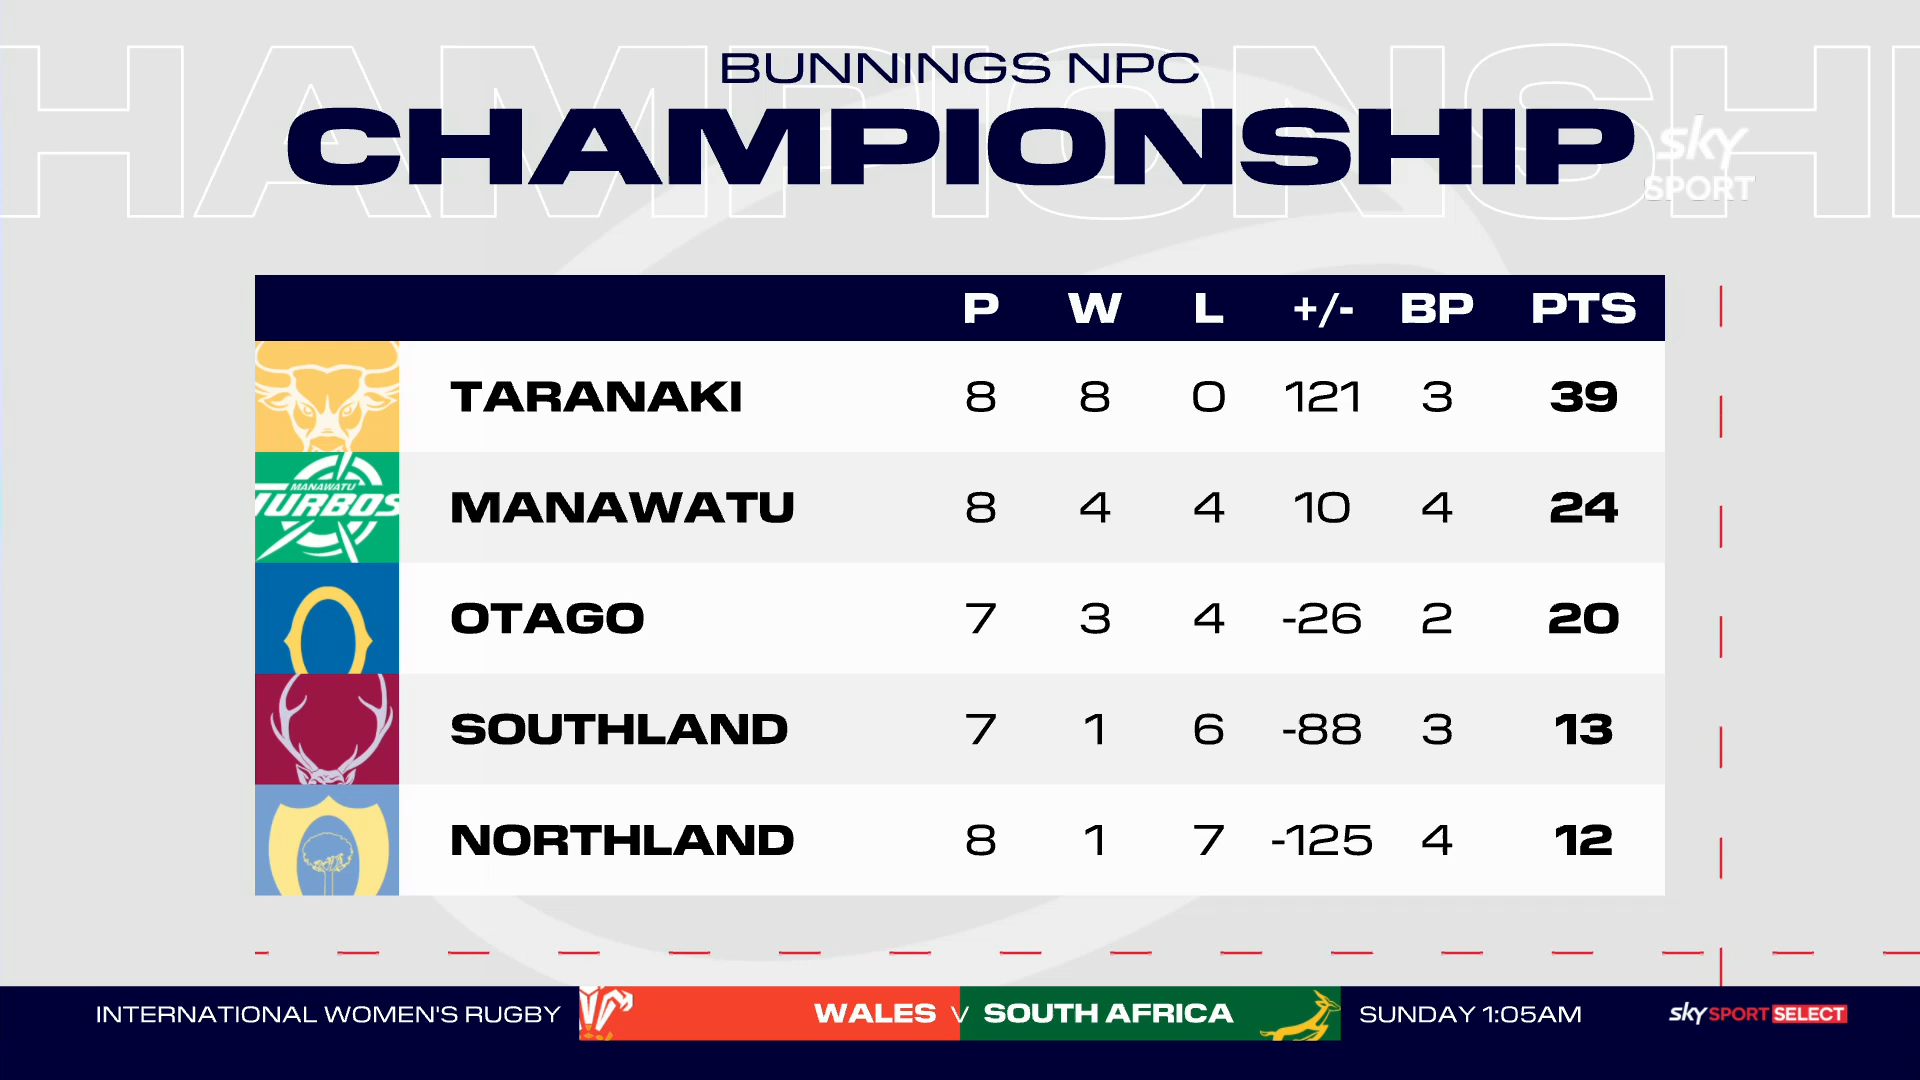 BUNNINGS NPC
CHAMPIONSHIP
sky
SPORT
P W L +/- BP PTS
TARANAKI 8 8 0 121 3 39
MANAWATU TURBOS
MANAWATU 8 4 4 10 4 24
OTAGO 7 3 4 -26 2 20
SOUTHLAND 7 1 6 -88 3 13
NORTHLAND 8 1 7 -125 4 12
INTERNATIONAL WOMEN'S RUGBY WALES V SOUTH AFRICA SUNDAY 1:05AM sky SPORT SELECT